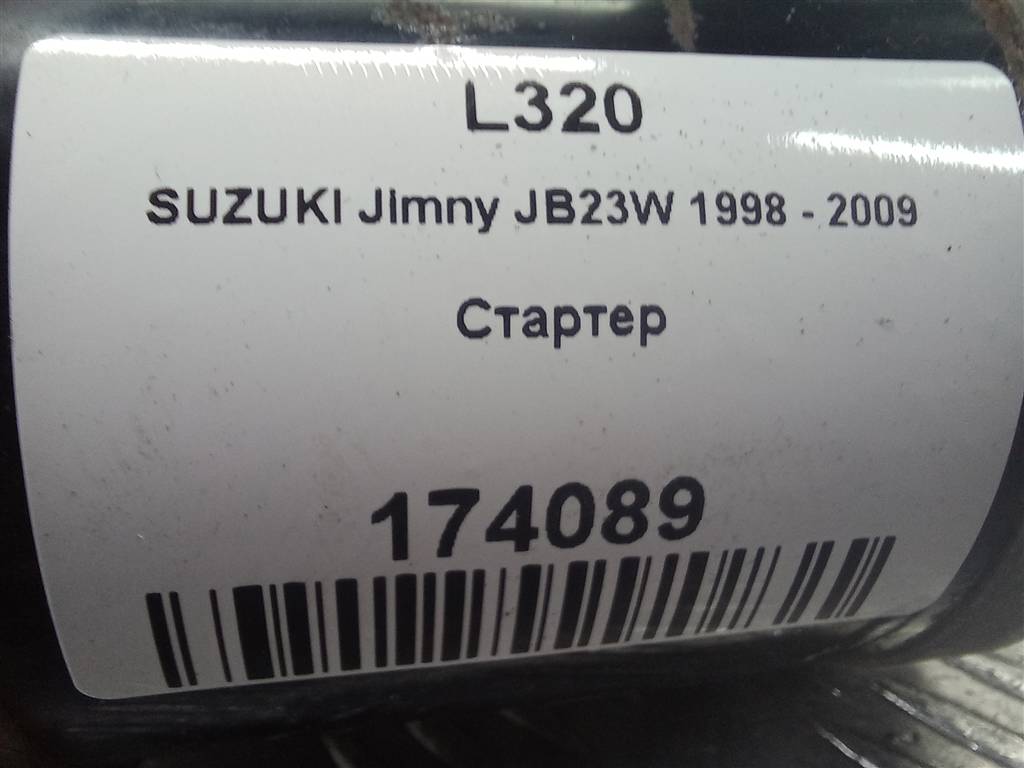 L320
SUZUKI Jimny JB23W 1998 - 2009
Стартер
174089